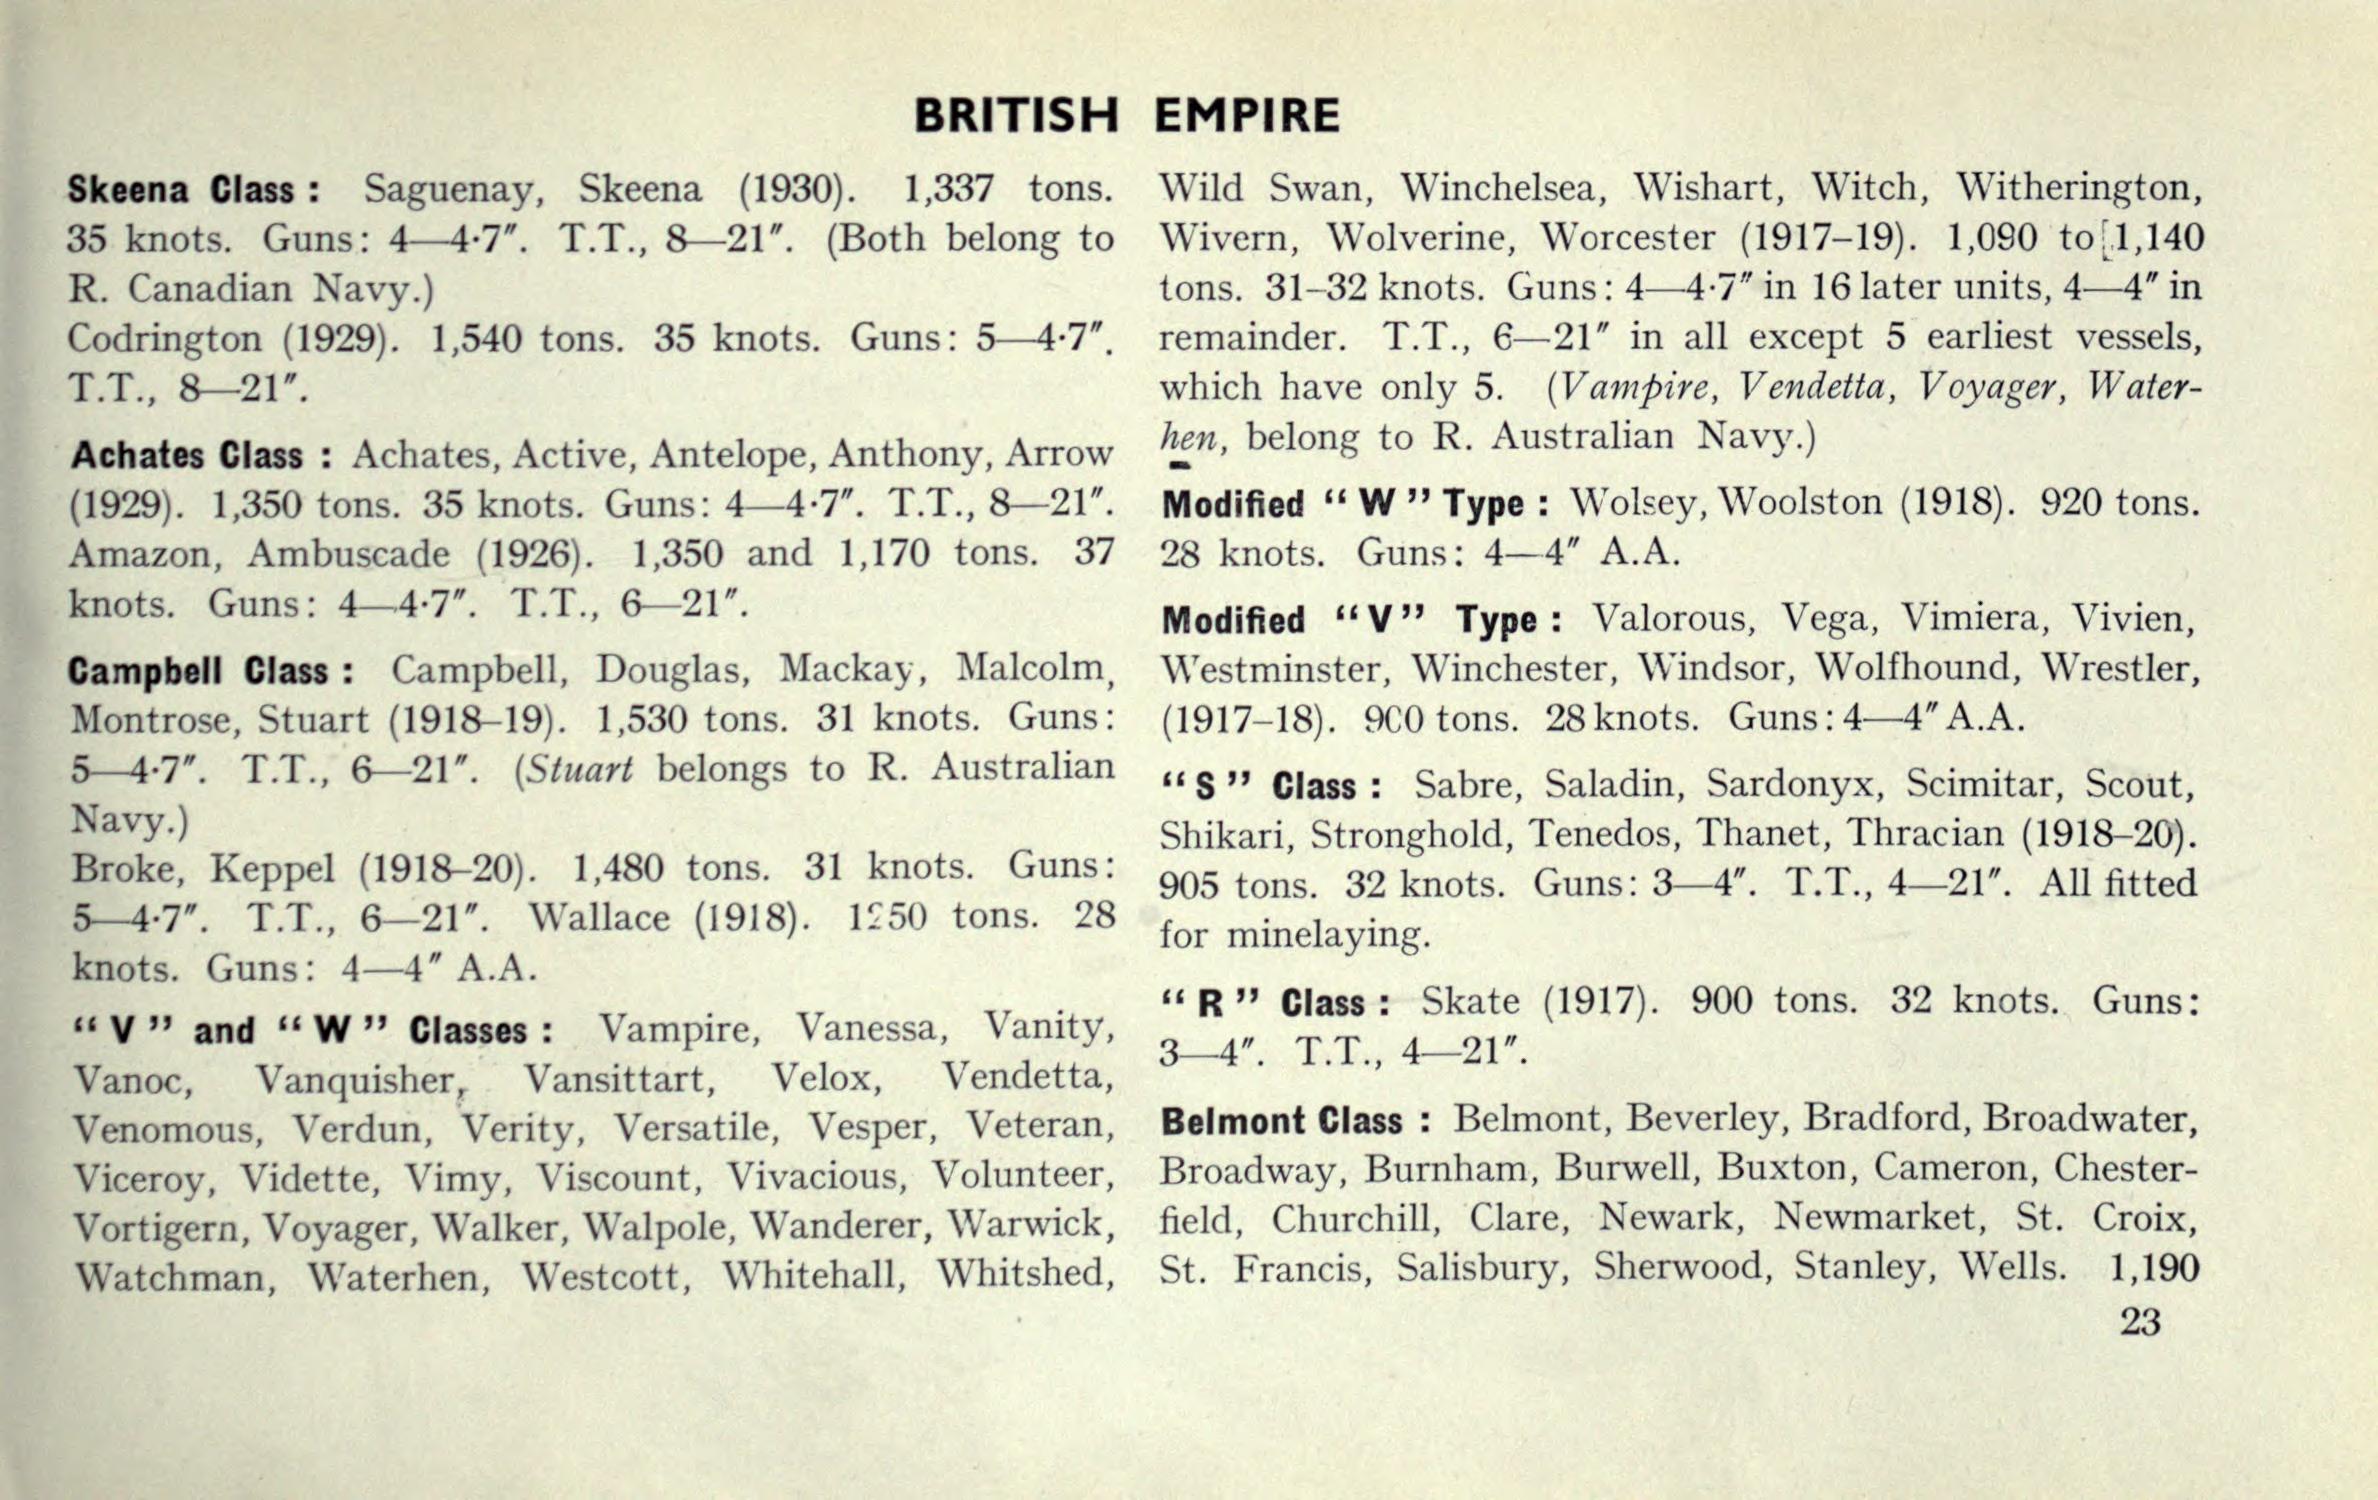 BRITISH EMPIRE
Skeena Class : Saguenay, Skeena (1930). 1,337 tons.
35 knots. Guns: 4—4·7″. T.T., 8—21″. (Both belong to
R. Canadian Navy.)
Codrington (1929). 1,540 tons. 35 knots. Guns: 5—4·7″.
T.T., 8—21″.
Achates Class : Achates, Active, Antelope, Anthony, Arrow
(1929). 1,350 tons. 35 knots. Guns: 4—4·7″. T.T., 8—21″.
Amazon, Ambuscade (1926). 1,350 and 1,170 tons. 37
knots. Guns: 4—4·7″. T.T., 6—21″.
Campbell Class : Campbell, Douglas, Mackay, Malcolm,
Montrose, Stuart (1918–19). 1,530 tons. 31 knots. Guns:
5—4·7″. T.T., 6—21″. (Stuart belongs to R. Australian
Navy.)
Broke, Keppel (1918–20). 1,480 tons. 31 knots. Guns:
5—4·7″. T.T., 6—21″. Wallace (1918). tons. 28
knots. Guns: 4—4″ A.A.
“ V ” and “ W ” Classes : Vampire, Vanessa, Vanity,
Vanoc, Vanquisher, Vansittart, Velox, Vendetta,
Venomous, Verdun, Verity, Versatile, Vesper, Veteran,
Viceroy, Vidette, Vimy, Viscount, Vivacious, Volunteer,
Vortigern, Voyager, Walker, Walpole, Wanderer, Warwick,
Watchman, Waterhen, Westcott, Whitehall, Whitshed,
Wild Swan, Winchelsea, Wishart, Witch, Witherington,
Wivern, Wolverine, Worcester (1917–19). 1,090 to 1,140
tons. 31–32 knots. Guns: 4—4·7″ in 16 later units, 4—4″ in
remainder. T.T., 6—21″ in all except 5 earliest vessels,
which have only 5. (Vampire, Vendetta, Voyager, Water-
hen, belong to R. Australian Navy.)
Modified “ W ” Type : Wolsey, Woolston (1918). 920 tons.
28 knots. Guns: 4—4″ A.A.
Modified “V” Type : Valorous, Vega, Vimiera, Vivien,
Westminster, Winchester, Windsor, Wolfhound, Wrestler,
(1917–18). 900 tons. 28 knots. Guns: 4—4″ A.A.
“ S ” Class : Sabre, Saladin, Sardonyx, Scimitar, Scout,
Shikari, Stronghold, Tenedos, Thanet, Thracian (1918–20).
905 tons. 32 knots. Guns: 3—4″. T.T., 4—21″. All fitted
for minelaying.
“ R ” Class : Skate (1917). 900 tons. 32 knots. Guns:
3—4″. T.T., 4—21″.
Belmont Class : Belmont, Beverley, Bradford, Broadwater,
Broadway, Burnham, Burwell, Buxton, Cameron, Chester-
field, Churchill, Clare, Newark, Newmarket, St. Croix,
St. Francis, Salisbury, Sherwood, Stanley, Wells. 1,190
23